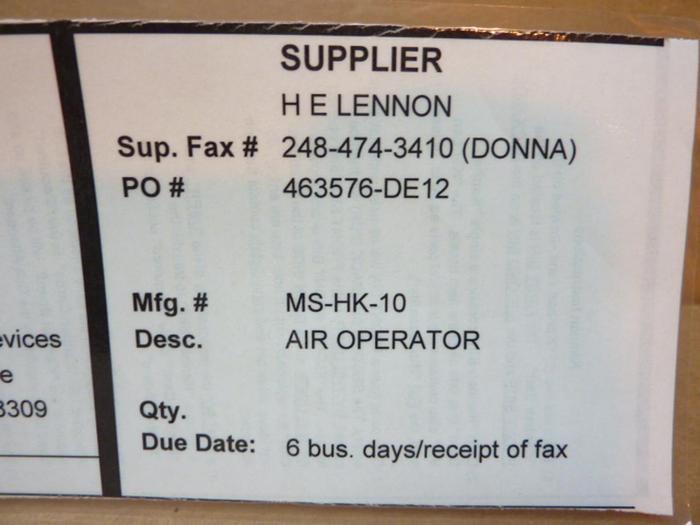 SUPPLIER
H E LENNON
Sup. Fax # 248-474-3410 (DONNA)
PO # 463576-DE12
Mfg. # MS-HK-10
Desc. AIR OPERATOR
Qty.
Due Date: 6 bus. days/receipt of fax
evices
e
3309